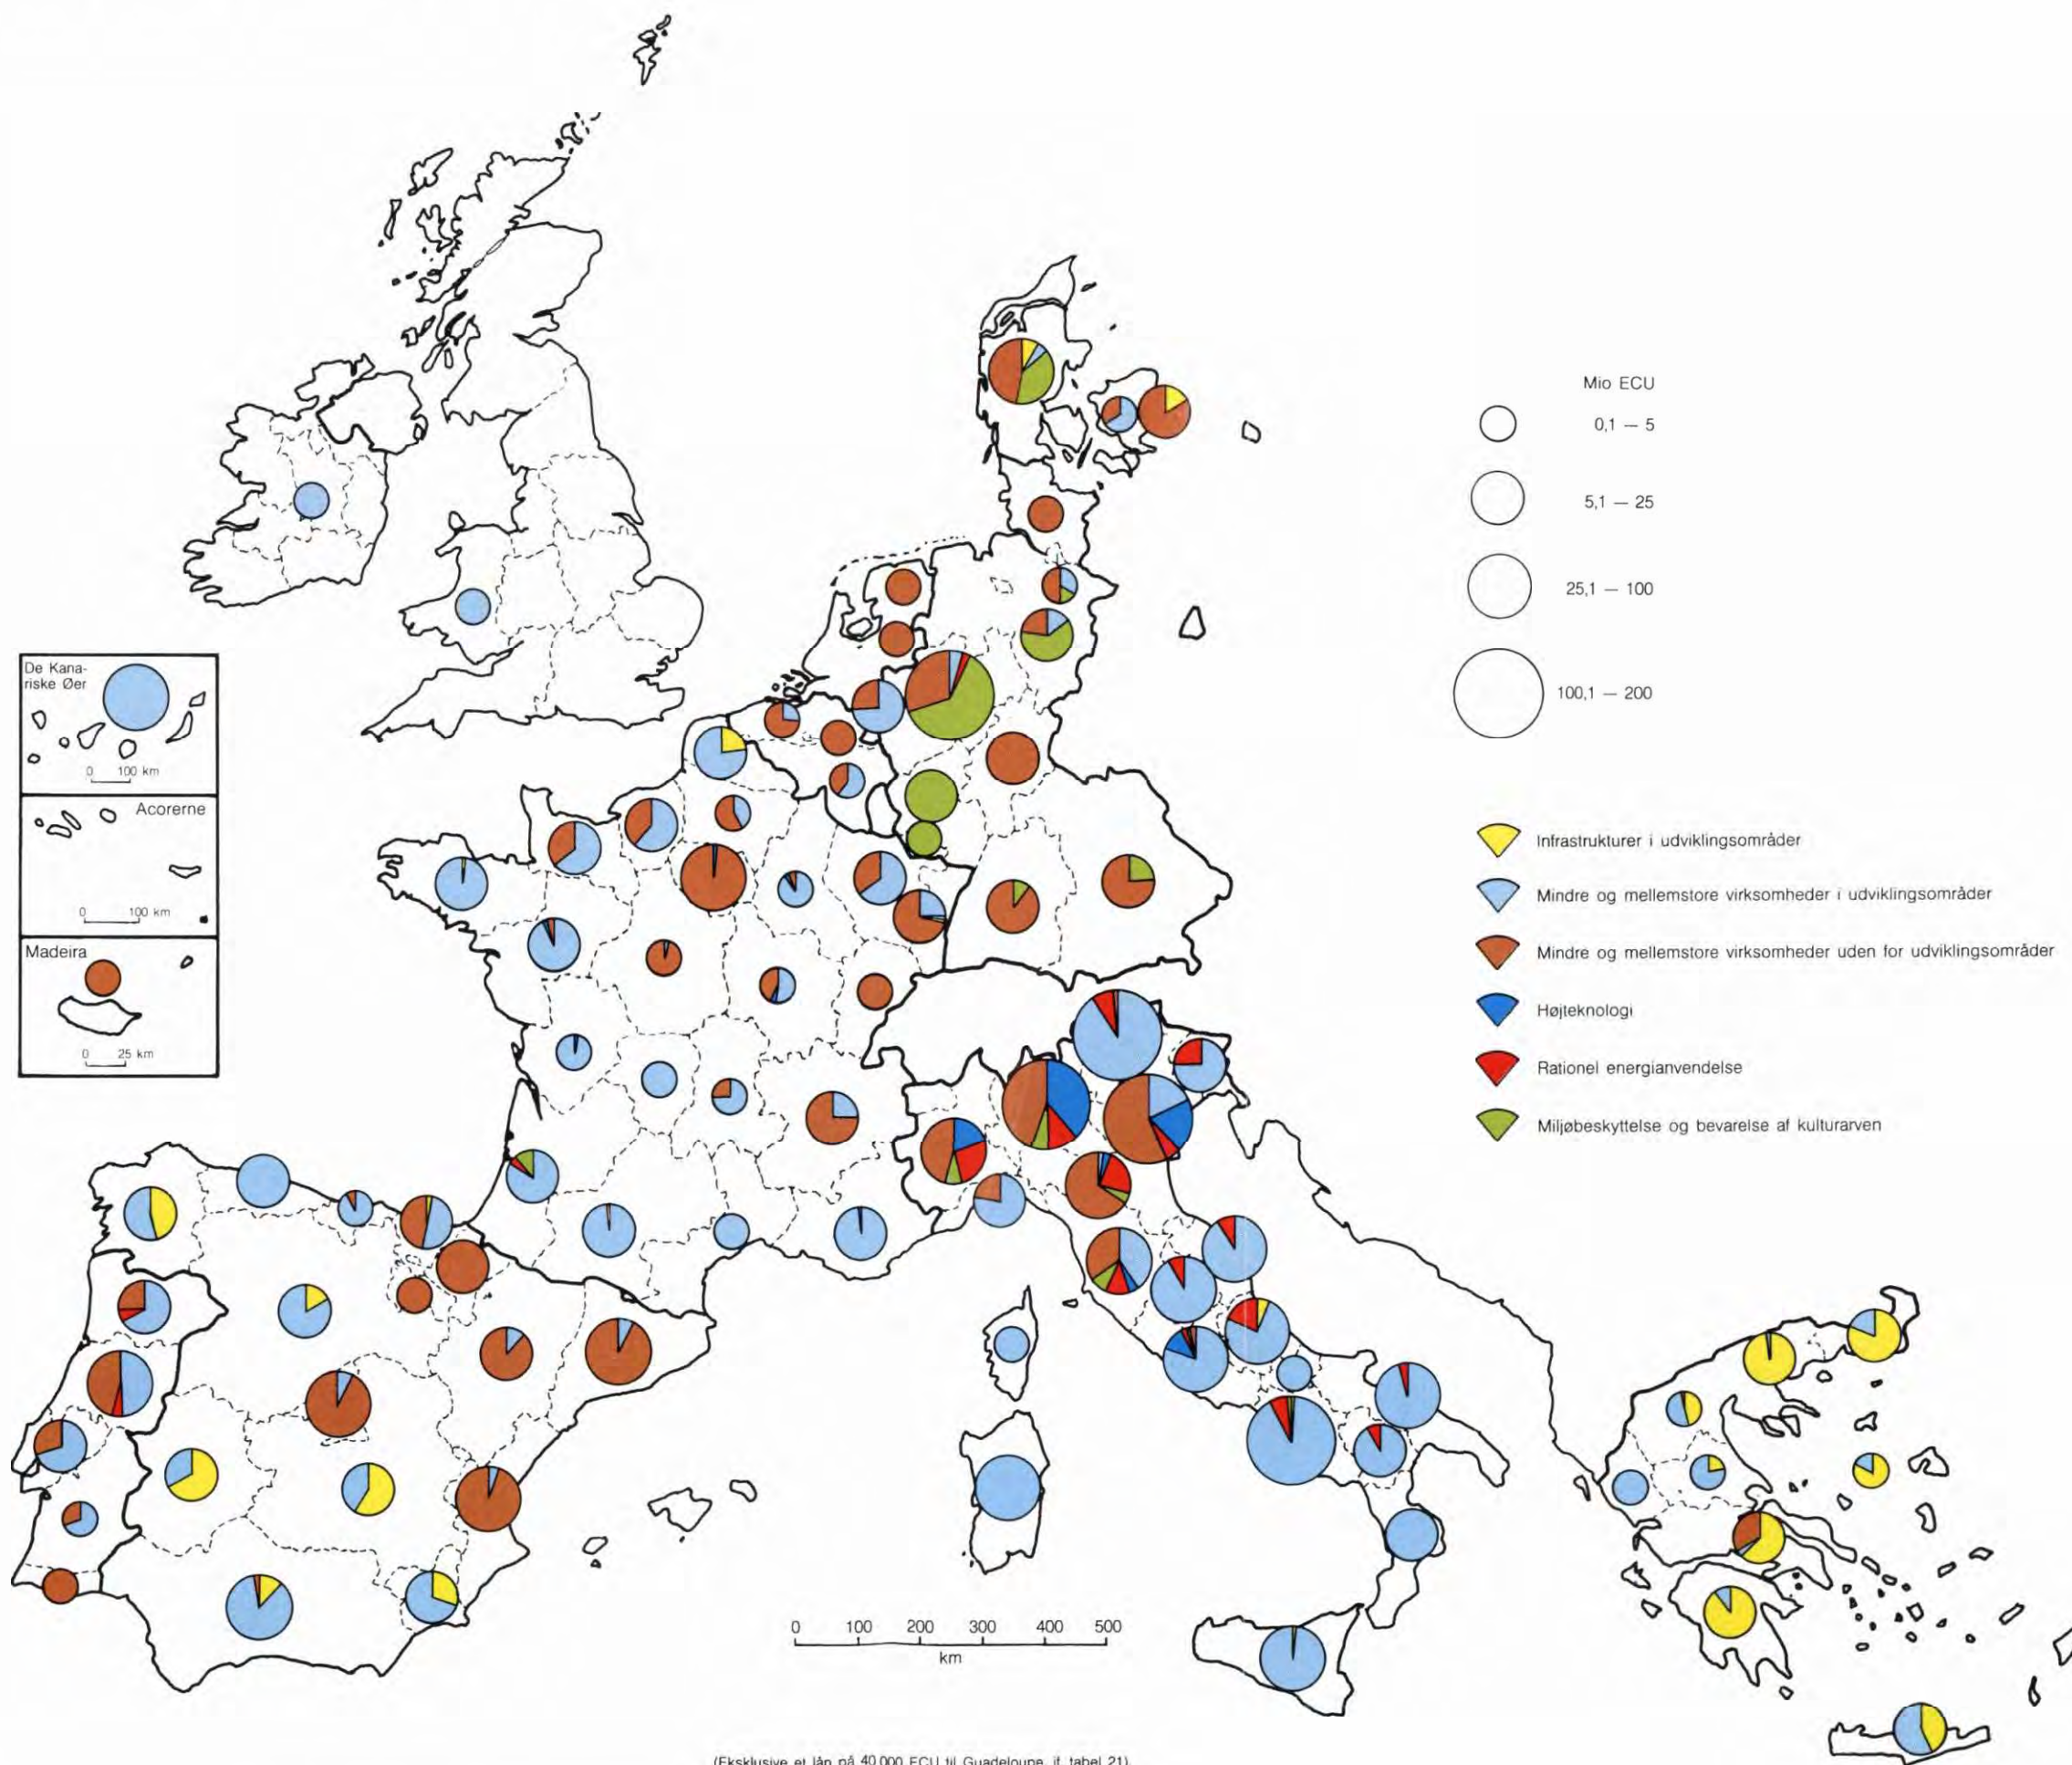 De Kana-
riske Øer
0 100 km
Acorerne
0 100 km
Madeira
0 25 km
Mio ECU
0,1 — 5
5,1 — 25
25,1 — 100
100,1 — 200
Infrastrukturer i udviklingsområder
Mindre og mellemstore virksomheder i udviklingsområder
Mindre og mellemstore virksomheder uden for udviklingsområder
Højteknologi
Rationel energianvendelse
Miljøbeskyttelse og bevarelse af kulturarven
0 100 200 300 400 500
km
(Eksklusive et lån på 40 000 ECU til Guadeloupe, jf. tabel 21).